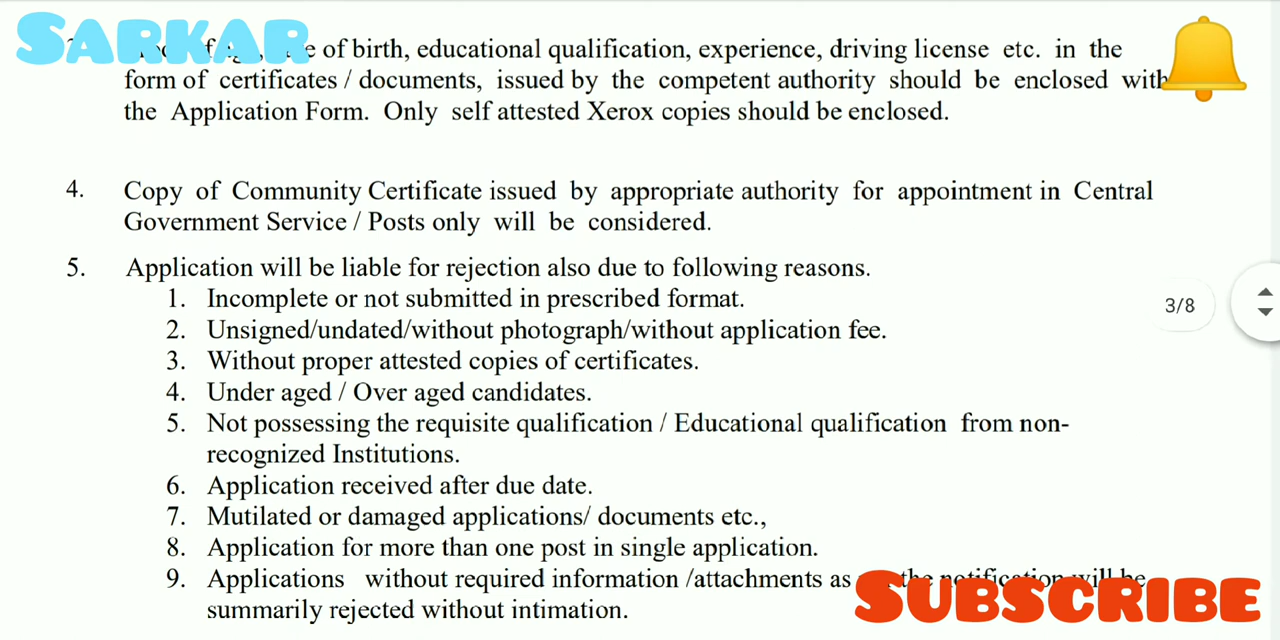 SARKAR
of birth, educational qualification, experience, driving license etc. in the
form of certificates / documents, issued by the competent authority should be enclosed with
the Application Form. Only self attested Xerox copies should be enclosed.
4. Copy of Community Certificate issued by appropriate authority for appointment in Central
Government Service / Posts only will be considered.
5. Application will be liable for rejection also due to following reasons.
1. Incomplete or not submitted in prescribed format.
2. Unsigned/undated/without photograph/without application fee.
3/8
3. Without proper attested copies of certificates.
4. Under aged / Over aged candidates.
5. Not possessing the requisite qualification / Educational qualification from non-
recognized Institutions.
6. Application received after due date.
7. Mutilated or damaged applications/ documents etc.,
8. Application for more than one post in single application.
9. Applications without required information /attachments as the notification will be
summarily rejected without intimation.
SUBSCRIBE